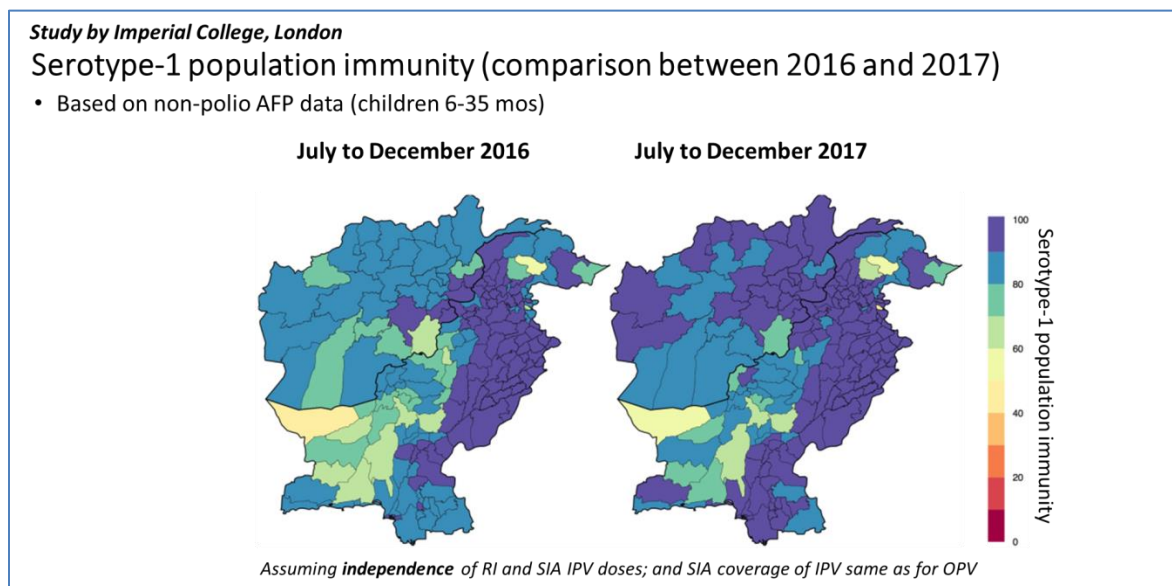 Study by Imperial College, London
Serotype-1 population immunity (comparison between 2016 and 2017)
• Based on non-polio AFP data (children 6-35 mos)
July to December 2016
July to December 2017
100
80
60
40
20
0
Serotype-1 population immunity
Assuming independence of RI and SIA IPV doses; and SIA coverage of IPV same as for OPV